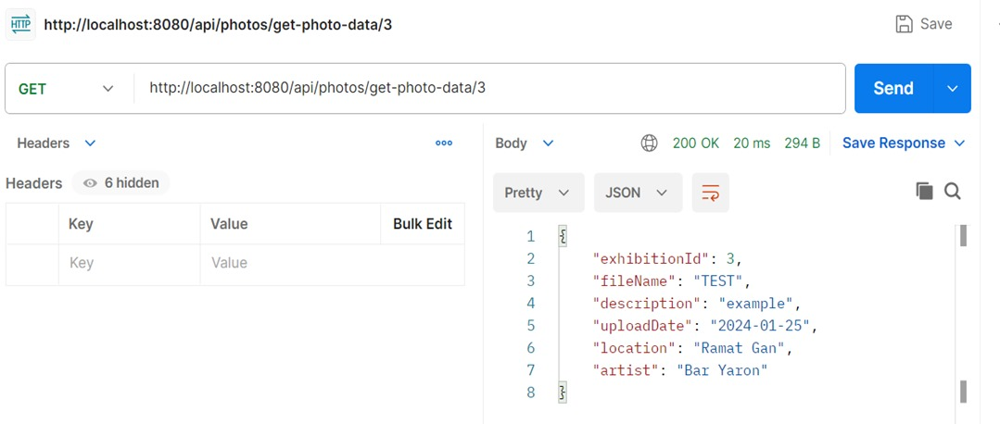 HTTP http://localhost:8080/api/photos/get-photo-data/3 Save
GET http://localhost:8080/api/photos/get-photo-data/3 Send
Headers Body 200 OK 20 ms 294 B Save Response
Headers 6 hidden Pretty JSON
Key Value Bulk Edit
Key Value
1 {
2 "exhibitionId": 3,
3 "fileName": "TEST",
4 "description": "example",
5 "uploadDate": "2024-01-25",
6 "location": "Ramat Gan",
7 "artist": "Bar Yaron"
8 }